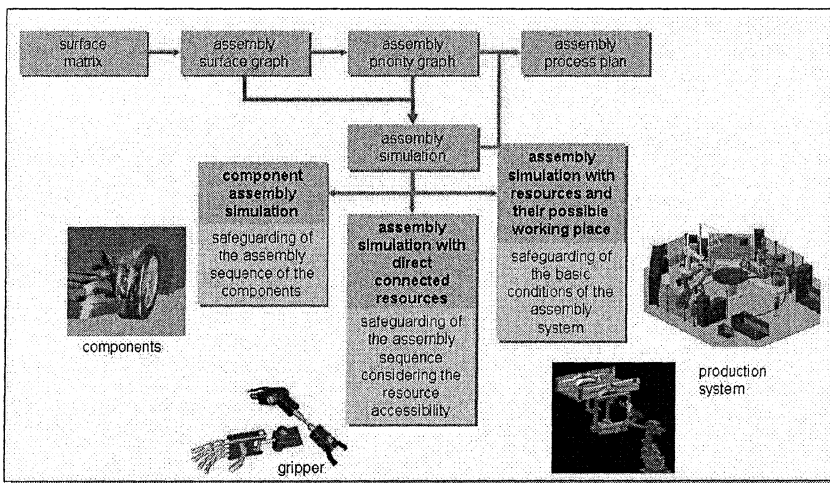 surface
matrix
assembly
surface graph
assembly
priority graph
assembly
process plan
assembly
simulation
component
assembly
simulation
safeguarding of
the assembly
sequence of the
components
assembly
simulation with
direct
connected
resources
safeguarding of
the assembly
sequence
considering the
resource
accessibility
assembly
simulation with
resources and
their possible
working place
safeguarding of
the basic
conditions of the
assembly
system
components
gripper
production
system